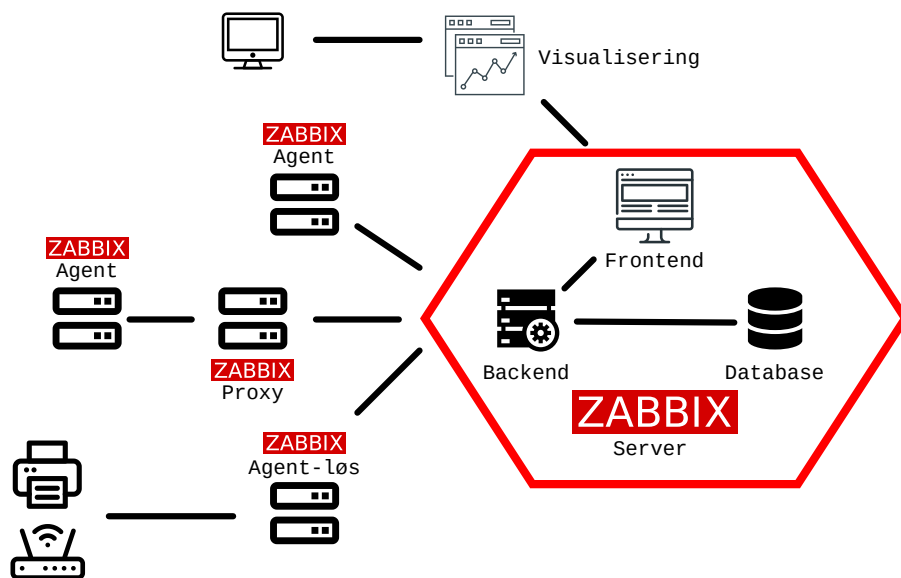 Visualisering
ZABBIX
Agent
ZABBIX
Agent
ZABBIX
Proxy
ZABBIX
Agent-løs
Frontend
Backend
Database
ZABBIX
Server